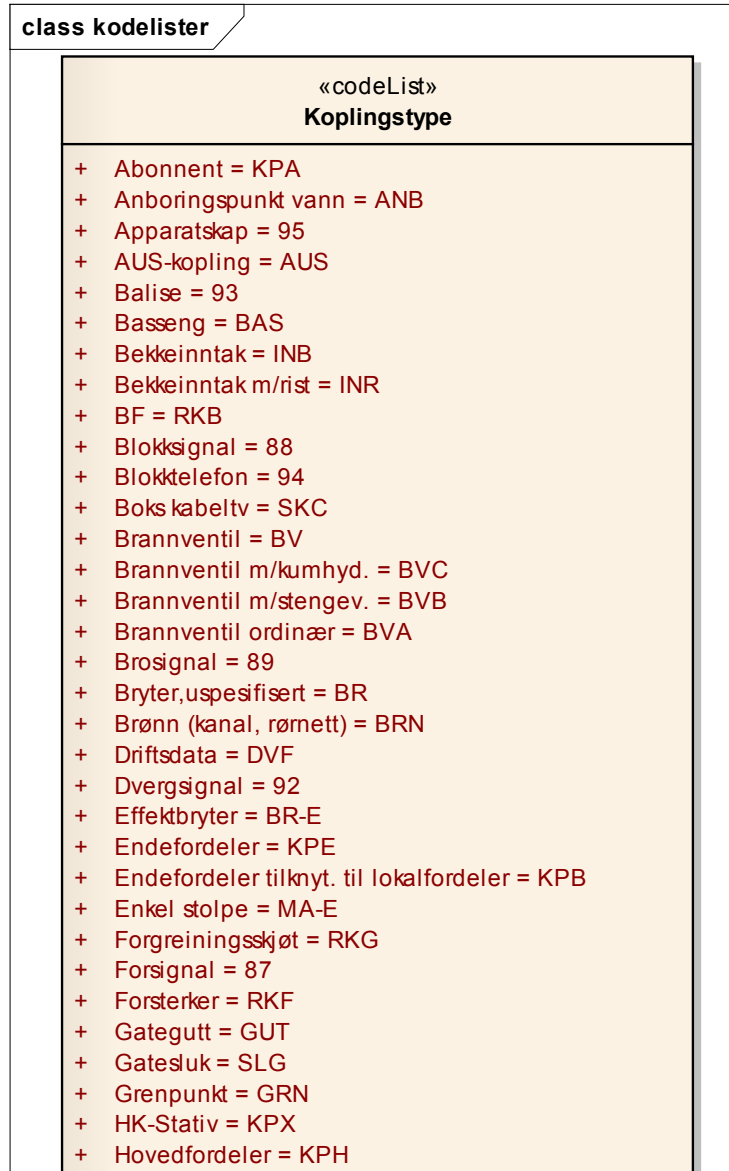 class kodelister
«codeList»
Koplingstype
+ Abonnent = KPA
+ Anboringspunkt vann = ANB
+ Apparatskap = 95
+ AUS-kopling = AUS
+ Balise = 93
+ Basseng = BAS
+ Bekkeinntak = INB
+ Bekkeinntak m/rist = INR
+ BF = RKB
+ Blokksignal = 88
+ Blokktelefon = 94
+ Boks kabeltv = SKC
+ Brannventil = BV
+ Brannventil m/kumhyd. = BVC
+ Brannventil m/stengev. = BVB
+ Brannventil ordinær = BVA
+ Brosignal = 89
+ Bryter,uspesifisert = BR
+ Brønn (kanal, rørnett) = BRN
+ Driftsdata = DVF
+ Dvergsignal = 92
+ Effektbryter = BR-E
+ Endefordeler = KPE
+ Endefordeler tilknyt. til lokalfordeler = KPB
+ Enkel stolpe = MA-E
+ Forgreiningsskjøt = RKG
+ Forsignal = 87
+ Forsterker = RKF
+ Gategutt = GUT
+ Gatesluk = SLG
+ Grenpunkt = GRN
+ HK-Stativ = KPX
+ Hovedfordeler = KPH